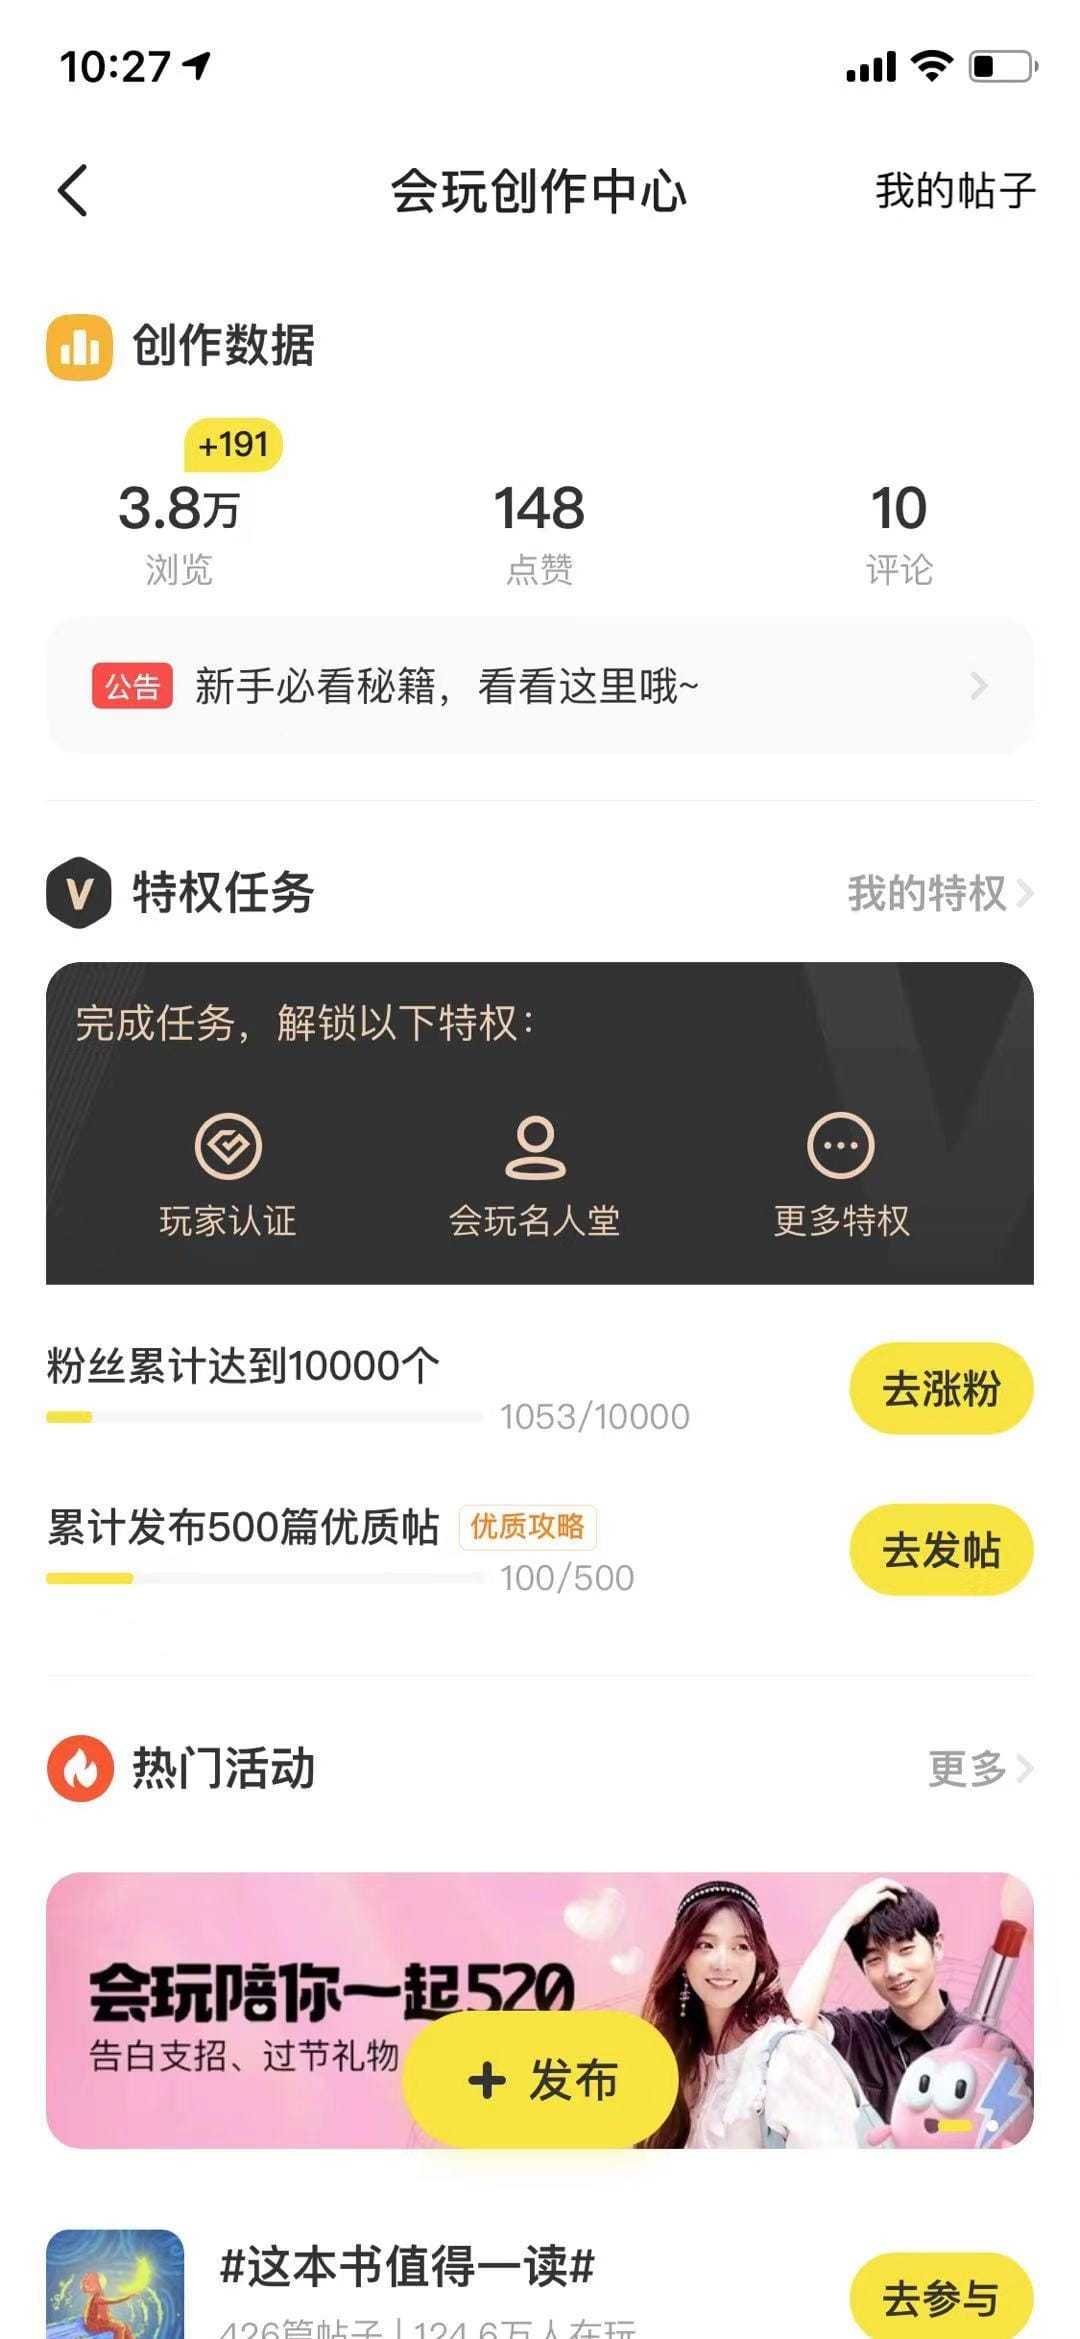 10:27
会玩创作中心
我的帖子
创作数据
+191
3.8万
148
10
浏览
点赞
评论
公告
新手必看秘籍，看看这里哦~
V
特权任务
我的特权
完成任务，解锁以下特权：
玩家认证
会玩名人堂
更多特权
粉丝累计达到10000个
1053/10000
去涨粉
累计发布500篇优质帖
优质攻略
100/500
去发帖
热门活动
更多
会玩陪你一起520
告白支招、过节礼物
+ 发布
#这本书值得一读#
426篇帖子 | 124.6万人在玩
去参与